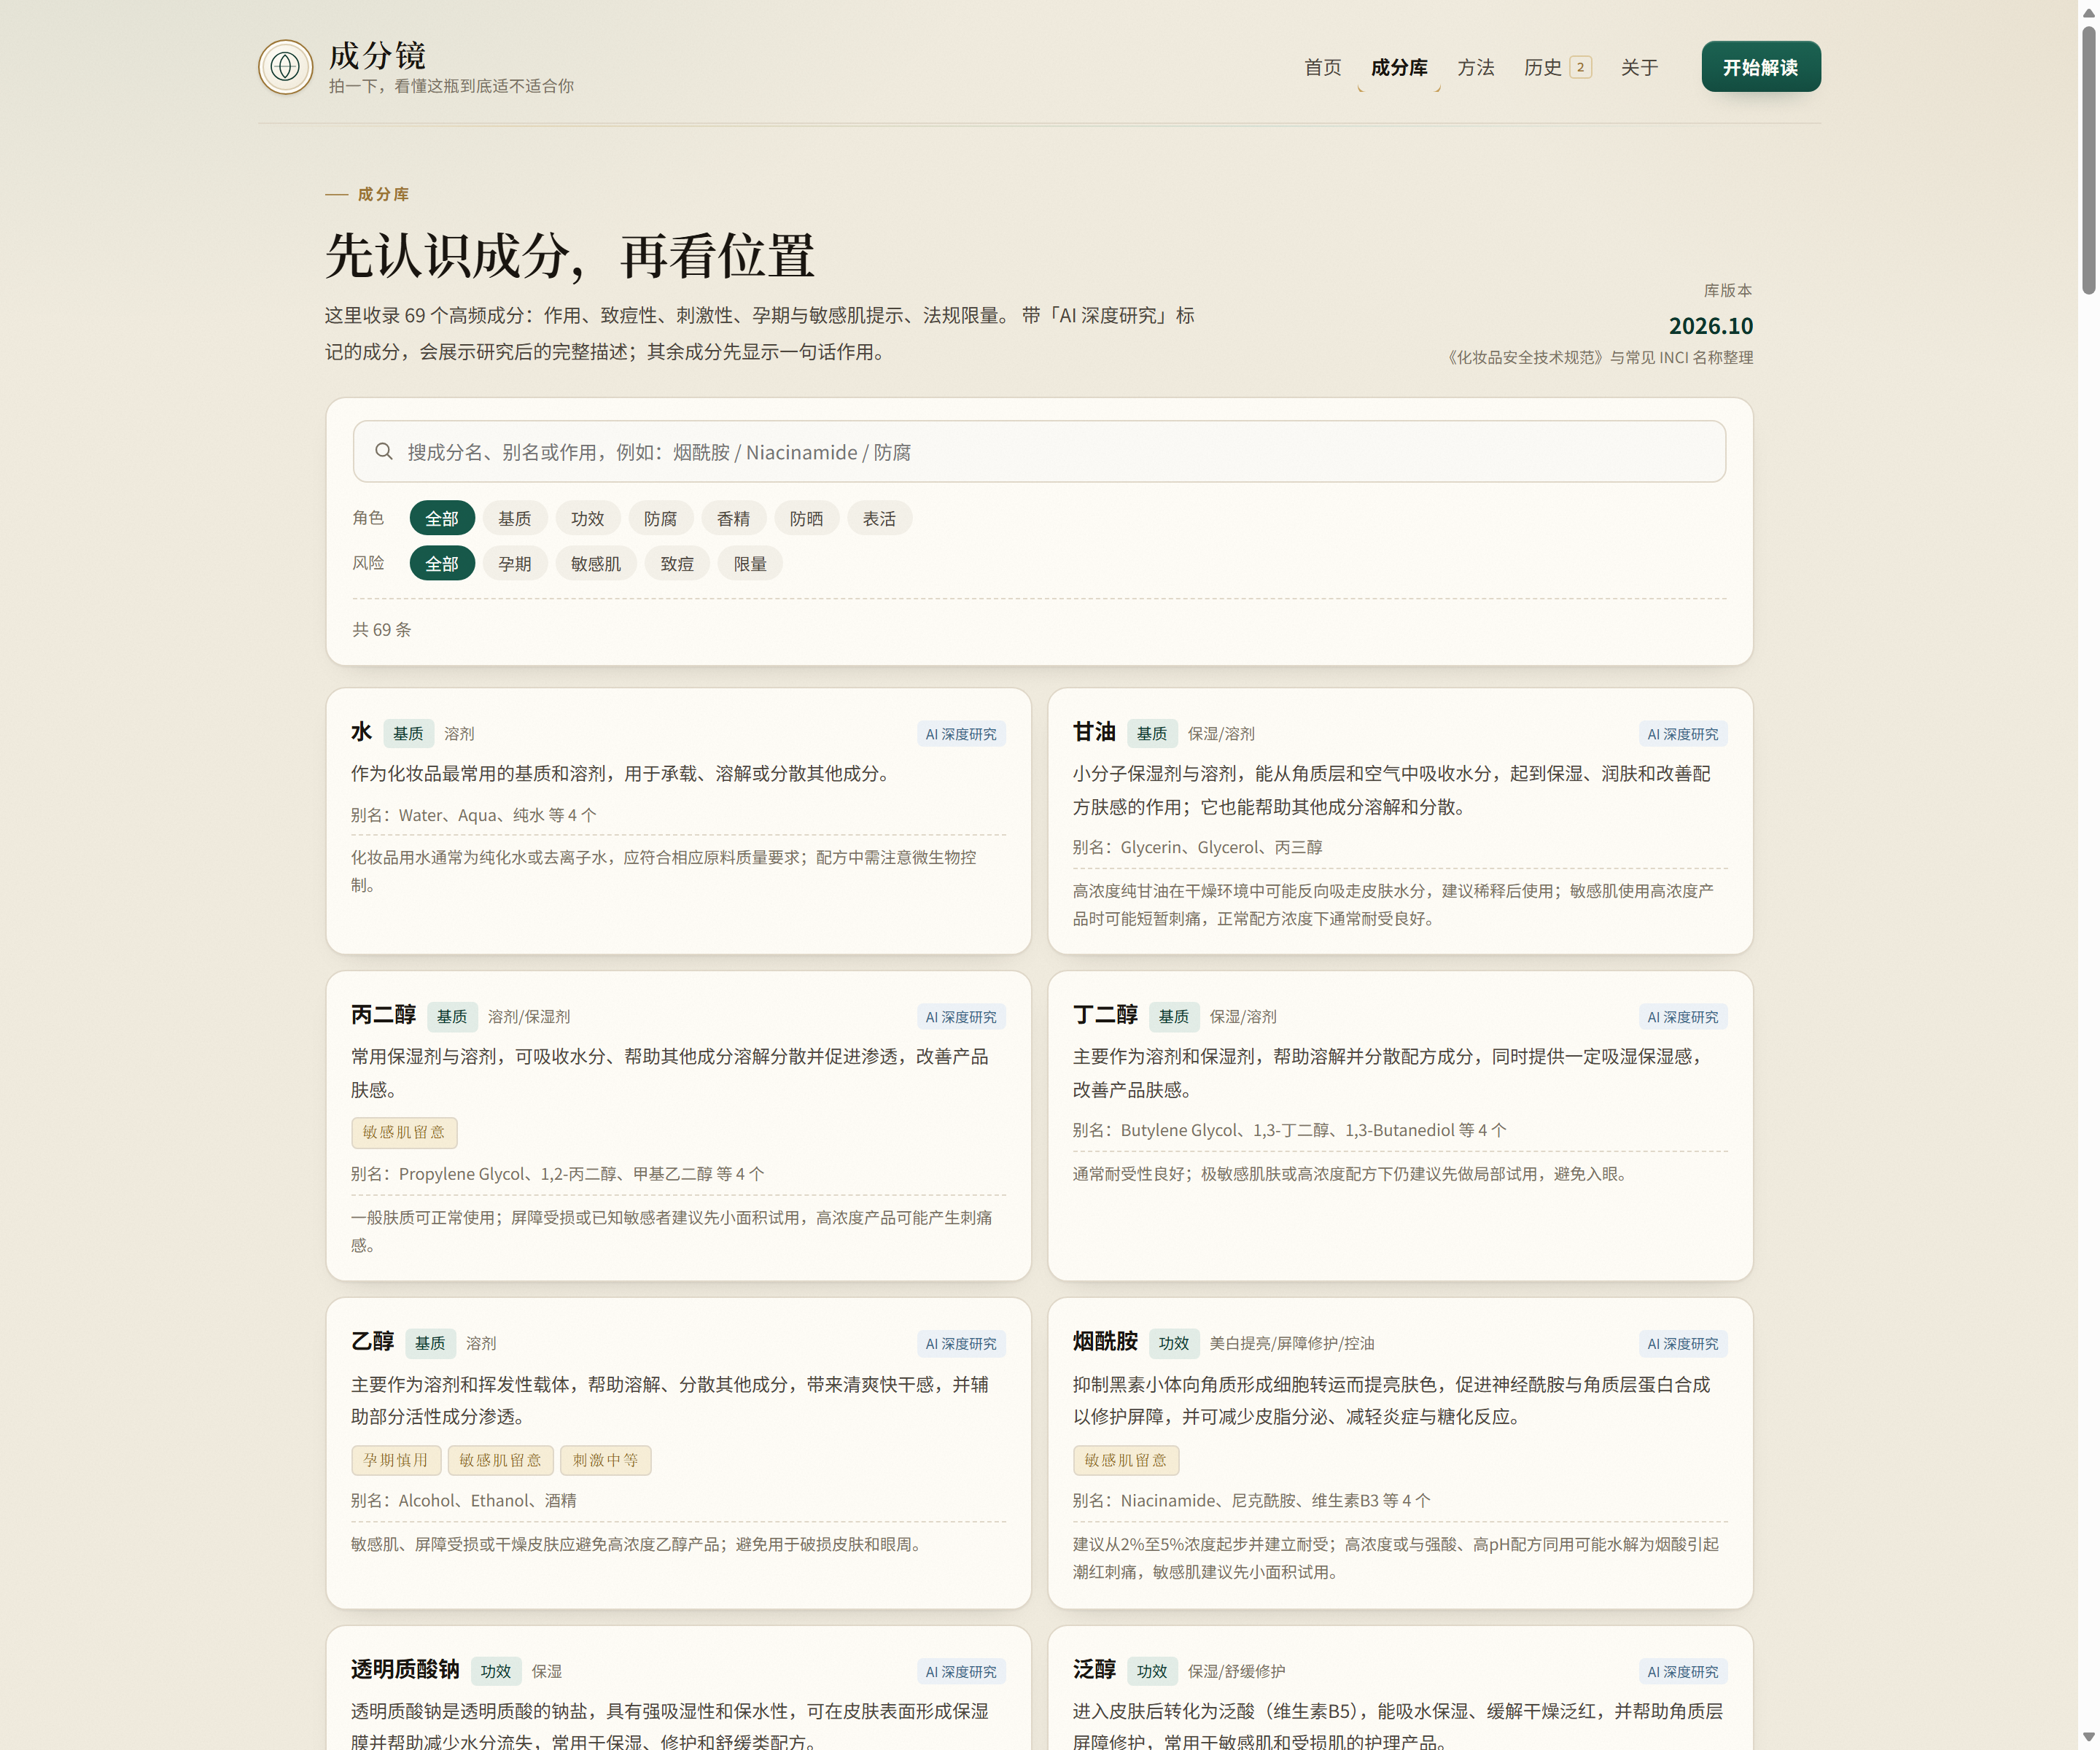 成分镜
拍一下，看懂这瓶到底适不适合你
首页 成分库 方法 历史 2 关于 开始解读
成分库
先认识成分，再看位置
这里收录 69 个高频成分：作用、致痘性、刺激性、孕期与敏感肌提示、法规限量。 带「AI 深度研究」标
记的成分，会展示研究后的完整描述；其余成分先显示一句话作用。
库版本
2026.10
《化妆品安全技术规范》与常见 INCI 名称整理
搜成分名、别名或作用，例如：烟酰胺 / Niacinamide / 防腐
角色 全部 基质 功效 防腐 香精 防晒 表活
风险 全部 孕期 敏感肌 致痘 限量
共 69 条
水 基质 溶剂 AI 深度研究
作为化妆品最常用的基质和溶剂，用于承载、溶解或分散其他成分。
别名：Water、Aqua、纯水 等 4 个
化妆品用水通常为纯化水或去离子水，应符合相应原料质量要求；配方中需注意微生物控
制。
甘油 基质 保湿/溶剂 AI 深度研究
小分子保湿剂与溶剂，能从角质层和空气中吸收水分，起到保湿、润肤和改善配
方肤感的作用；它也能帮助其他成分溶解和分散。
别名：Glycerin、Glycerol、丙三醇
高浓度纯甘油在干燥环境中可能反向吸走皮肤水分，建议稀释后使用；敏感肌使用高浓度产
品时可能短暂刺痛，正常配方浓度下通常耐受良好。
丙二醇 基质 溶剂/保湿剂 AI 深度研究
常用保湿剂与溶剂，可吸收水分、帮助其他成分溶解分散并促进渗透，改善产品
肤感。
敏感肌留意
别名：Propylene Glycol、1,2-丙二醇、甲基乙二醇 等 4 个
一般肤质可正常使用；屏障受损或已知敏感者建议先小面积试用，高浓度产品可能产生刺痛
感。
丁二醇 基质 保湿/溶剂 AI 深度研究
主要作为溶剂和保湿剂，帮助溶解并分散配方成分，同时提供一定吸湿保湿感，
改善产品肤感。
别名：Butylene Glycol、1,3-丁二醇、1,3-Butanediol 等 4 个
通常耐受性良好；极敏感肌肤或高浓度配方下仍建议先做局部试用，避免入眼。
乙醇 基质 溶剂 AI 深度研究
主要作为溶剂和挥发性载体，帮助溶解、分散其他成分，带来清爽快干感，并辅
助部分活性成分渗透。
孕期慎用 敏感肌留意 刺激中等
别名：Alcohol、Ethanol、酒精
敏感肌、屏障受损或干燥皮肤应避免高浓度乙醇产品；避免用于破损皮肤和眼周。
烟酰胺 功效 美白提亮/屏障修护/控油 AI 深度研究
抑制黑素小体向角质形成细胞转运而提亮肤色，促进神经酰胺与角质层蛋白合成
以修护屏障，并可减少皮脂分泌、减轻炎症与糖化反应。
敏感肌留意
别名：Niacinamide、尼克酰胺、维生素B3 等 4 个
建议从2%至5%浓度起步并建立耐受；高浓度或与强酸、高pH配方同用可能水解为烟酸引起
潮红刺痛，敏感肌建议先小面积试用。
透明质酸钠 功效 保湿 AI 深度研究
透明质酸钠是透明质酸的钠盐，具有强吸湿性和保水性，可在皮肤表面形成保湿
膜并帮助减少水分流失，常用于保湿、修护和舒缓类配方。
泛醇 功效 保湿/舒缓修护 AI 深度研究
进入皮肤后转化为泛酸（维生素B5），能吸水保湿、缓解干燥泛红，并帮助角质层
屏障修护，常用于敏感肌和受损肌的护理产品。